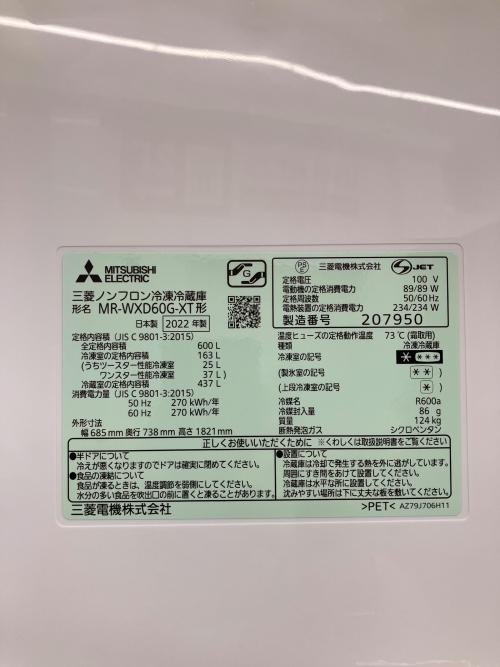 MITSUBISHI
ELECTRIC
G
三菱ノンフロン冷凍冷蔵庫
形名 MR-WXD60G-XT形
日本製 2022年製
定格内容積 (JIS C 9801-3:2015)
全定格内容積 600 L
冷凍室の定格内容積 163 L
(うちツースター性能冷凍室 25 L
ワンスター性能冷凍室 37 L)
冷蔵室の定格内容積 437 L
消費電力量 (JIS C 9801-3:2015)
50 Hz 270 kWh/年
60 Hz 270 kWh/年
外形寸法
幅 685 mm 奥行 738 mm 高さ 1821 mm
PS
E
三菱電機株式会社
S JET
定格電圧 100 V
電動機の定格消費電力 89/89 W
定格周波数 50/60 Hz
電熱装置の定格消費電力 234/234 W
製造番号 207950
温度ヒューズの定格動作温度 73℃(霜取用)
種類 冷凍冷蔵庫
冷凍室の記号 * ***
(製氷室の記号) **
(上段冷凍室の記号) *
冷媒名 R600a
冷媒封入量 86 g
質量 124 kg
断熱発泡ガス シクロペンタン
正しくお使いいただくために ※くわしくは取扱説明書をご覧ください
●半ドアについて
冷えが悪くなりますのでドアは確実に閉めてください。
●食品の凍結について
食品が凍るときは、温度調節を弱側にしてください。
水分の多い食品を吹出口の前に置くと凍ることがあります。
●設置について
冷蔵庫は冷却で発生する熱を外に逃がしています。
周囲にすき間をあけて設置してください。
冷蔵庫は水平な所に設置してください。
沈みやすい場所は下に丈夫な板を敷いてください。
三菱電機株式会社
>PET< AZ79J706H11